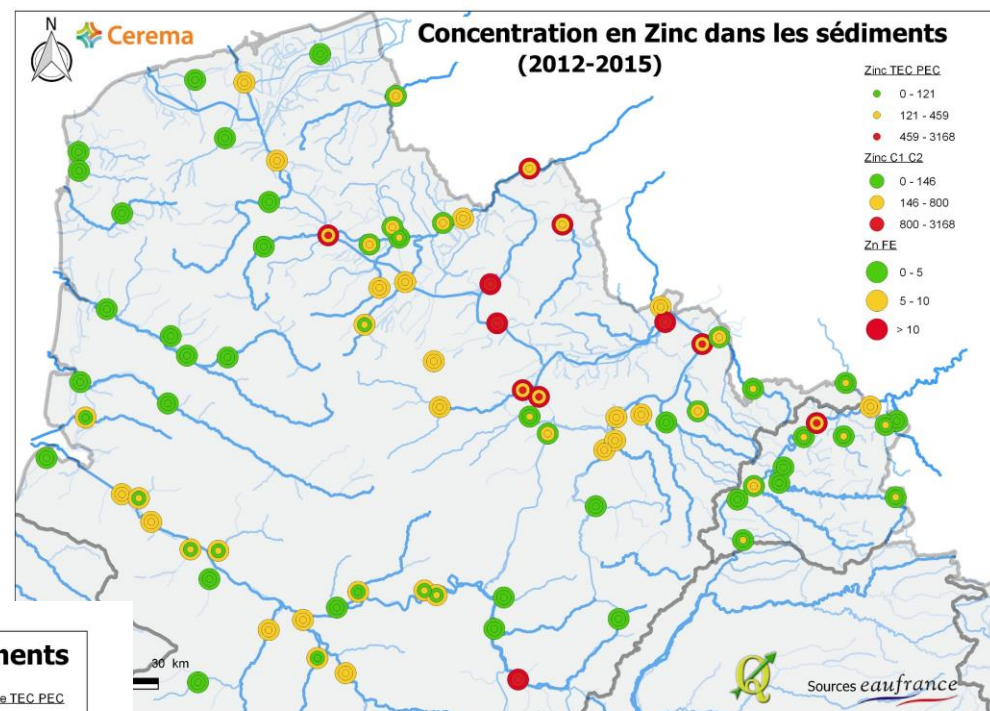 N
Cerema
Concentration en Zinc dans les sédiments
(2012-2015)
Zinc TEC PEC
0 - 121
121 - 459
459 - 3168
Zinc C1 C2
0 - 146
146 - 800
800 - 3168
Zn FE
0 - 5
5 - 10
> 10
30 km
Sources eaufrance
TEC PEC